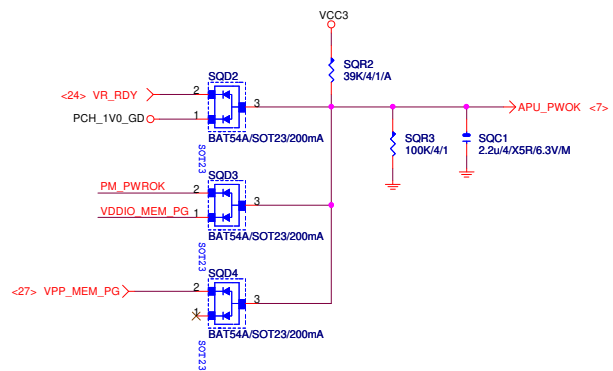 VCC3
SQR2
39K/4/1/A
SQD2
<24> VR_RDY
2
3
PCH_1V0_GD
1
BAT54A/SOT23/200mA
SOT23
APU_PWOK <7>
SQR3
100K/4/1
SQC1
2.2u/4/X5R/6.3V/M
SQD3
PM_PWROK
2
3
VDDIO_MEM_PG
1
BAT54A/SOT23/200mA
SOT23
SQD4
<27> VPP_MEM_PG
2
3
1
BAT54A/SOT23/200mA
SOT23